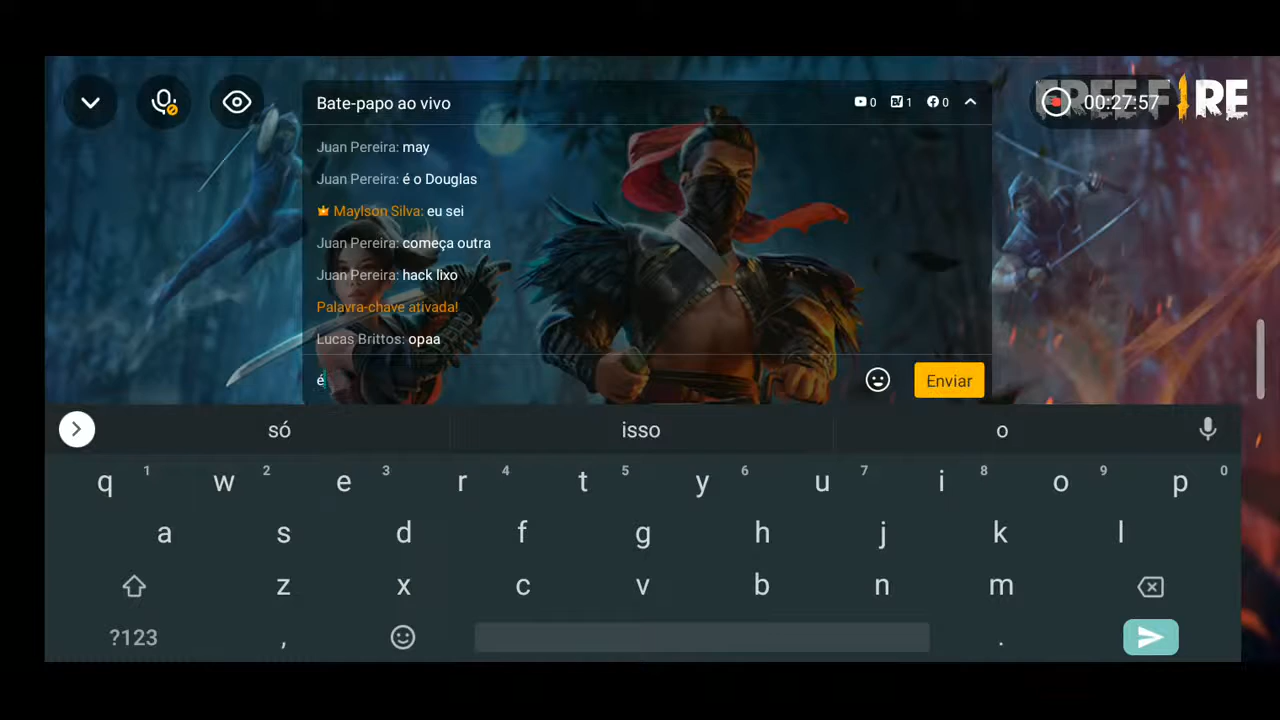 Bate-papo ao vivo
0
1
0
00:27:57
FREE FIRE
Juan Pereira: may
Juan Pereira: é o Douglas
Maylson Silva: eu sei
Juan Pereira: começa outra
Juan Pereira: hack lixo
Palavra-chave ativada!
Lucas Brittos: opaa
é
Enviar
só
isso
o
q 1 w 2 e 3 r 4 t 5 y 6 u 7 i 8 o 9 p 0
a s d f g h j k l
z x c v b n m
?123 , .